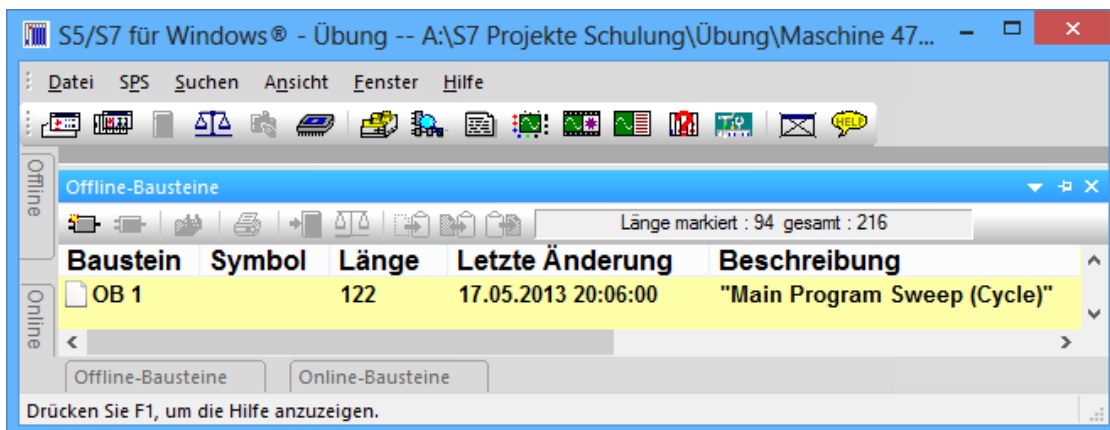 S5/S7 für Windows® - Übung -- A:\S7 Projekte Schulung\Übung\Maschine 47...
Datei SPS Suchen Ansicht Fenster Hilfe
HELP
Offline
Offline-Bausteine
Länge markiert : 94 gesamt : 216
Baustein Symbol Länge Letzte Änderung Beschreibung
OB 1 122 17.05.2013 20:06:00 "Main Program Sweep (Cycle)"
Online
Offline-Bausteine Online-Bausteine
Drücken Sie F1, um die Hilfe anzuzeigen.